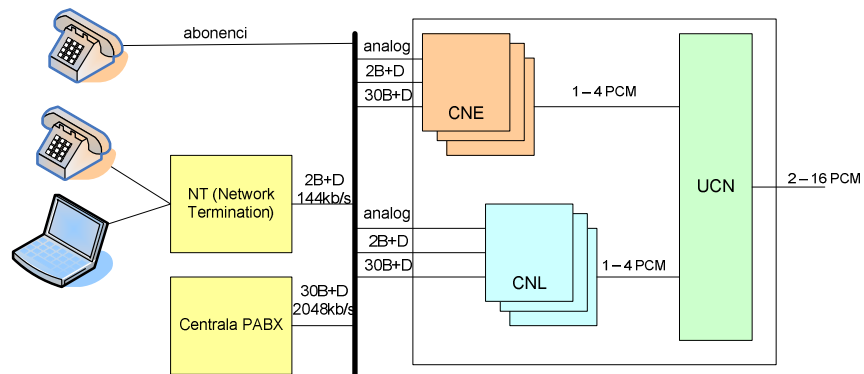 abonenci
analog
2B+D
30B+D
CNE
1 – 4 PCM
NT (Network
Termination)
2B+D
144kb/s
UCN
2 – 16 PCM
analog
2B+D
30B+D
CNL
1 – 4 PCM
Centrala PABX
30B+D
2048kb/s